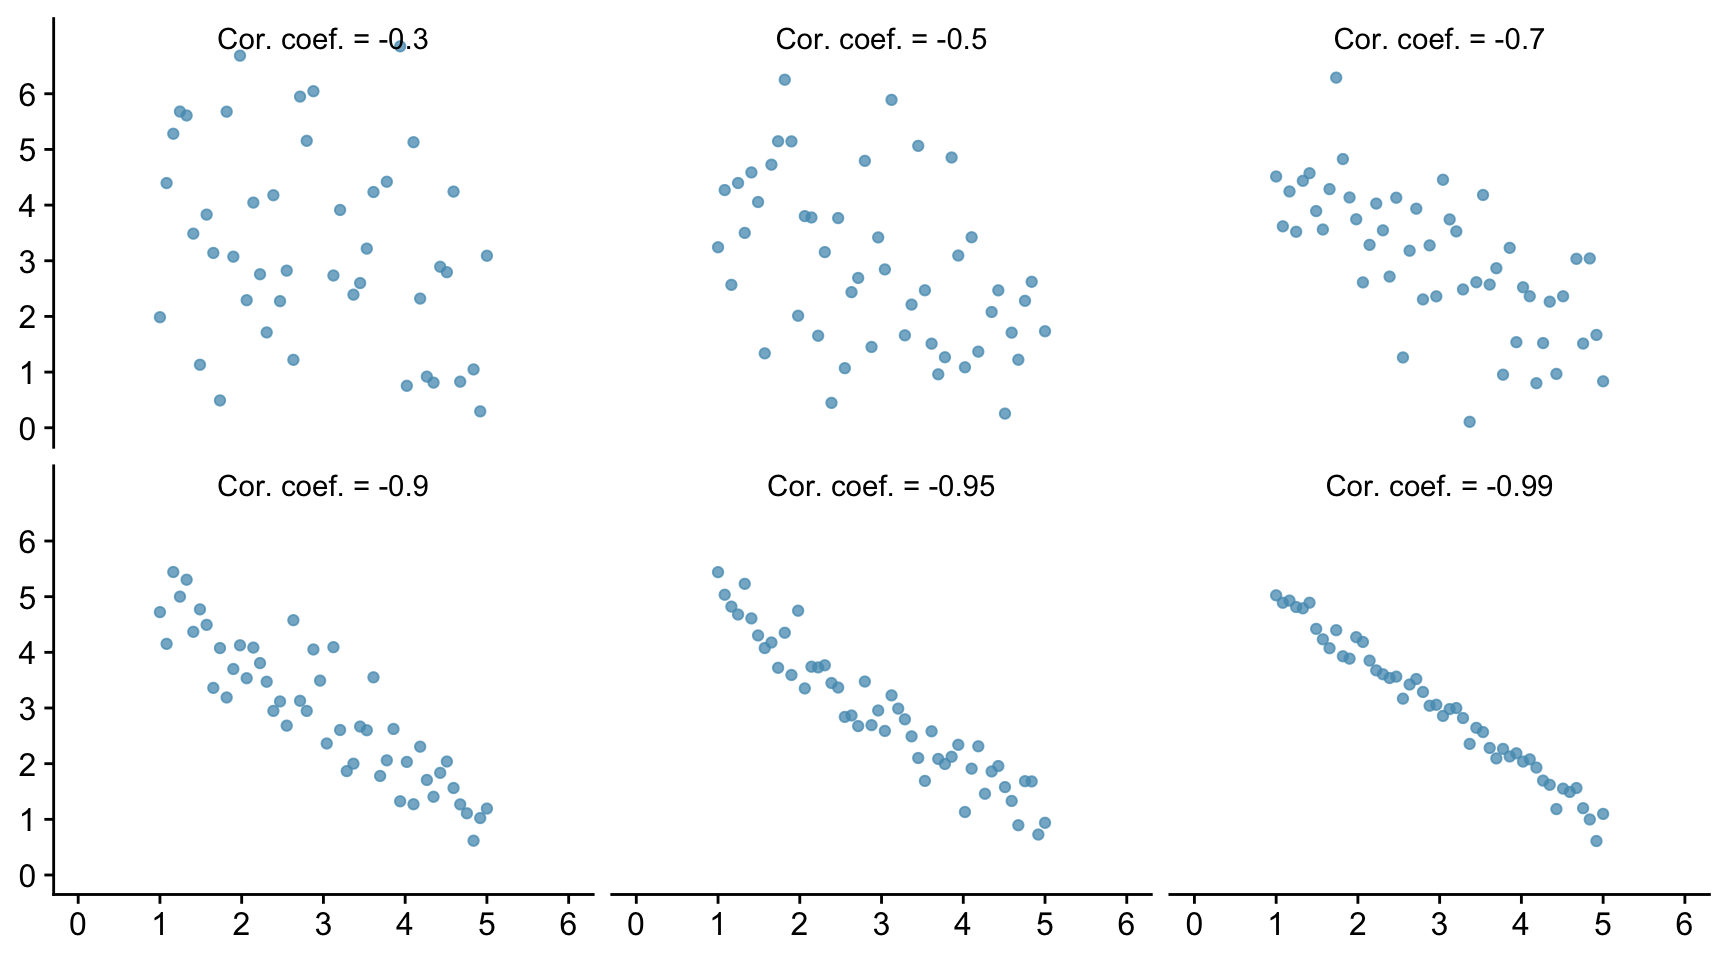 Cor. coef. = -0.3
Cor. coef. = -0.5
Cor. coef. = -0.7
6
5
4
3
2
1
0
Cor. coef. = -0.9
Cor. coef. = -0.95
Cor. coef. = -0.99
6
5
4
3
2
1
0
0 1 2 3 4 5 6
0 1 2 3 4 5 6
0 1 2 3 4 5 6